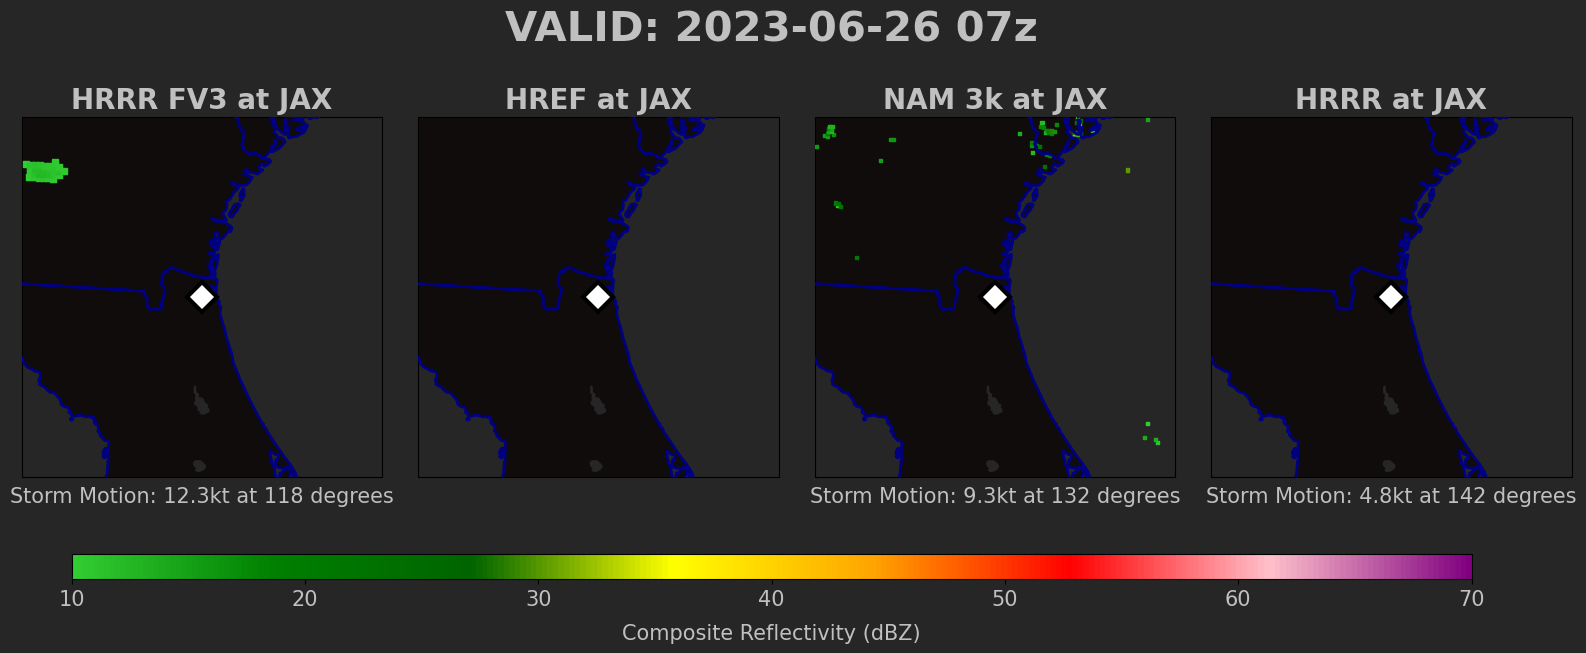 VALID: 2023-06-26 07z
HRRR FV3 at JAX
HREF at JAX
NAM 3k at JAX
HRRR at JAX
Storm Motion: 12.3kt at 118 degrees
Storm Motion: 9.3kt at 132 degrees
Storm Motion: 4.8kt at 142 degrees
10 20 30 40 50 60 70
Composite Reflectivity (dBZ)